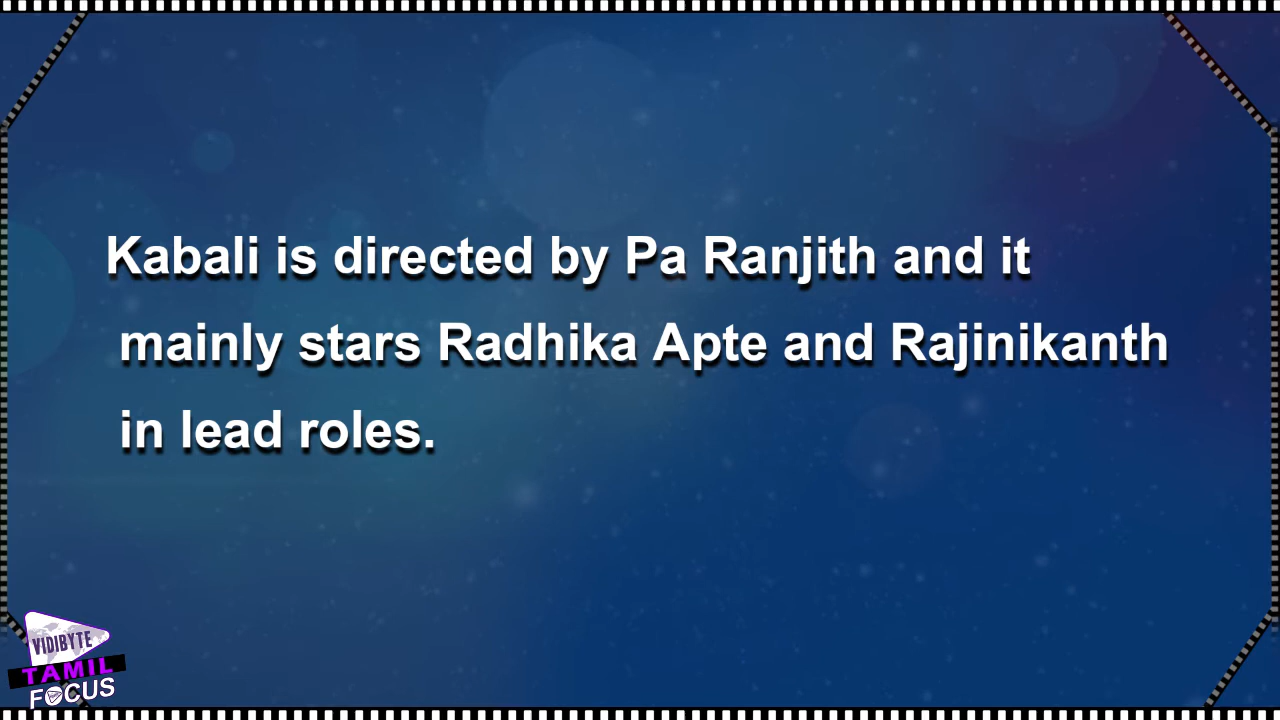 Kabali is directed by Pa Ranjith and it
mainly stars Radhika Apte and Rajinikanth
in lead roles.
VIDIBYTE
TAMIL
FOCUS